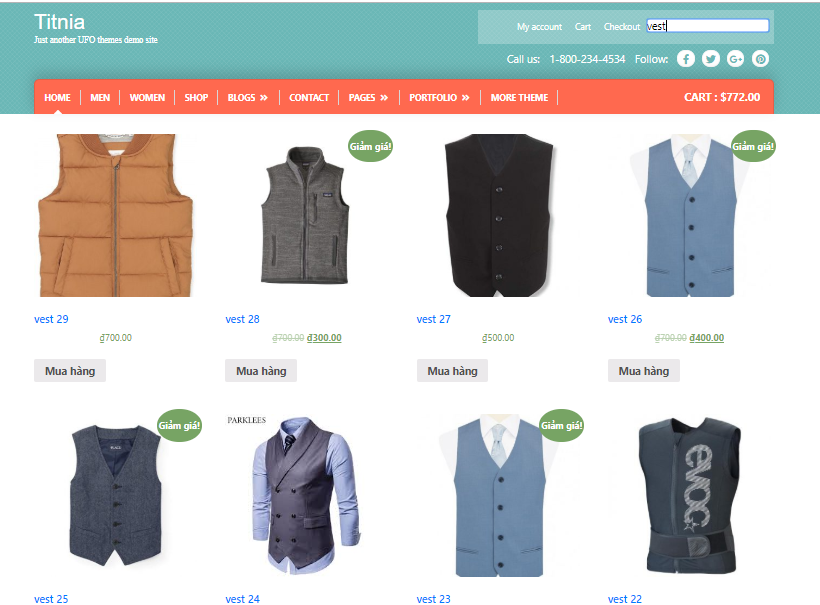 Titnia
Just another UFO themes demo site
My account Cart Checkout vest
Call us: 1-800-234-4534 Follow:
HOME MEN WOMEN SHOP BLOGS » CONTACT PAGES » PORTFOLIO » MORE THEME CART : $772.00
Giảm giá! Giảm giá!
vest 29 vest 28 vest 27 vest 26
₫700.00 ₫700.00 ₫300.00 ₫500.00 ₫700.00 ₫400.00
Mua hàng Mua hàng Mua hàng Mua hàng
Giảm giá! PARKLEES Giảm giá!
PLACE
evoc
vest 25 vest 24 vest 23 vest 22